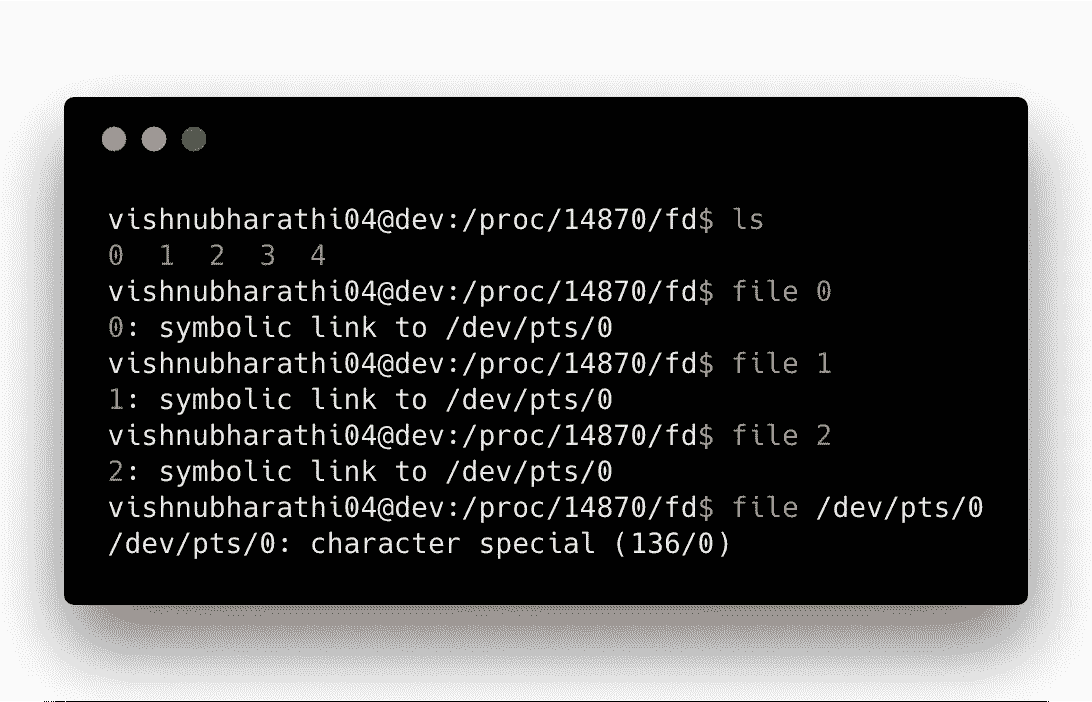 vishnubharathi04@dev:/proc/14870/fd$ ls
0  1  2  3  4
vishnubharathi04@dev:/proc/14870/fd$ file 0
0: symbolic link to /dev/pts/0
vishnubharathi04@dev:/proc/14870/fd$ file 1
1: symbolic link to /dev/pts/0
vishnubharathi04@dev:/proc/14870/fd$ file 2
2: symbolic link to /dev/pts/0
vishnubharathi04@dev:/proc/14870/fd$ file /dev/pts/0
/dev/pts/0: character special (136/0)